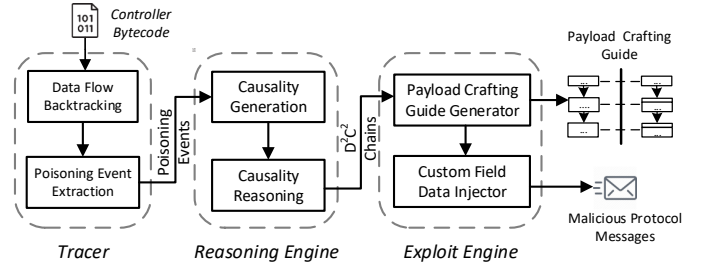 101
011
Controller
Bytecode
Data Flow
Backtracking
Poisoning Event
Extraction
Tracer
Poisoning
Events
Causality
Generation
Causality
Reasoning
Reasoning Engine
D²C²
Chains
Payload Crafting
Guide Generator
Custom Field
Data Injector
Exploit Engine
Payload Crafting
Guide
... ...
.... ...
... ...
Malicious Protocol
Messages